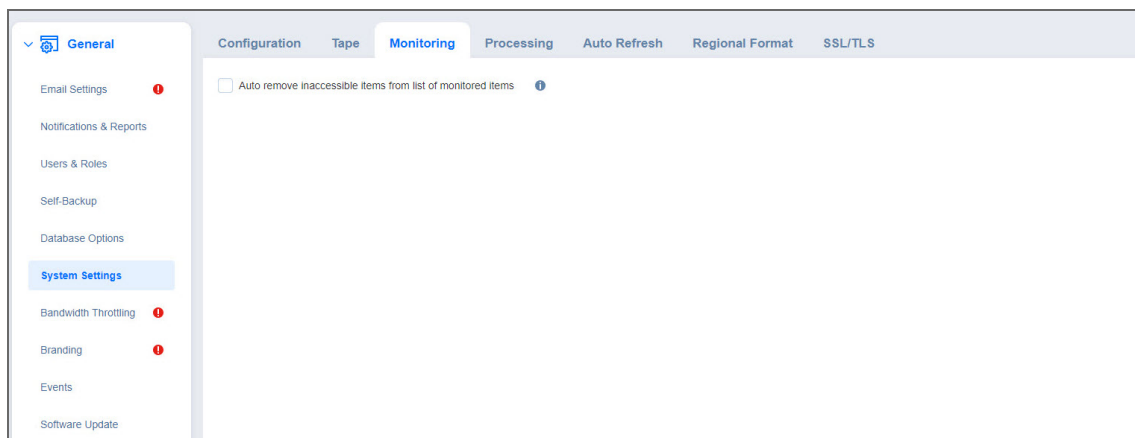 General
Email Settings
Notifications & Reports
Users & Roles
Self-Backup
Database Options
System Settings
Bandwidth Throttling
Branding
Events
Software Update
Configuration Tape Monitoring Processing Auto Refresh Regional Format SSL/TLS
Auto remove inaccessible items from list of monitored items